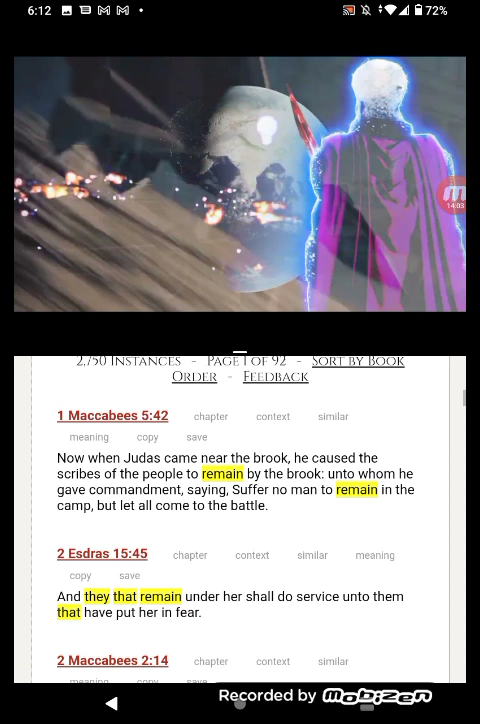 6:12
72%
14:03
2,750 Instances - Page 1 of 92 - Sort by Book
Order - Feedback
1 Maccabees 5:42 chapter context similar
meaning copy save
Now when Judas came near the brook, he caused the
scribes of the people to remain by the brook: unto whom he
gave commandment, saying, Suffer no man to remain in the
camp, but let all come to the battle.
2 Esdras 15:45 chapter context similar meaning
copy save
And they that remain under her shall do service unto them
that have put her in fear.
2 Maccabees 2:14 chapter context similar
meaning copy save
Recorded by Mobizen